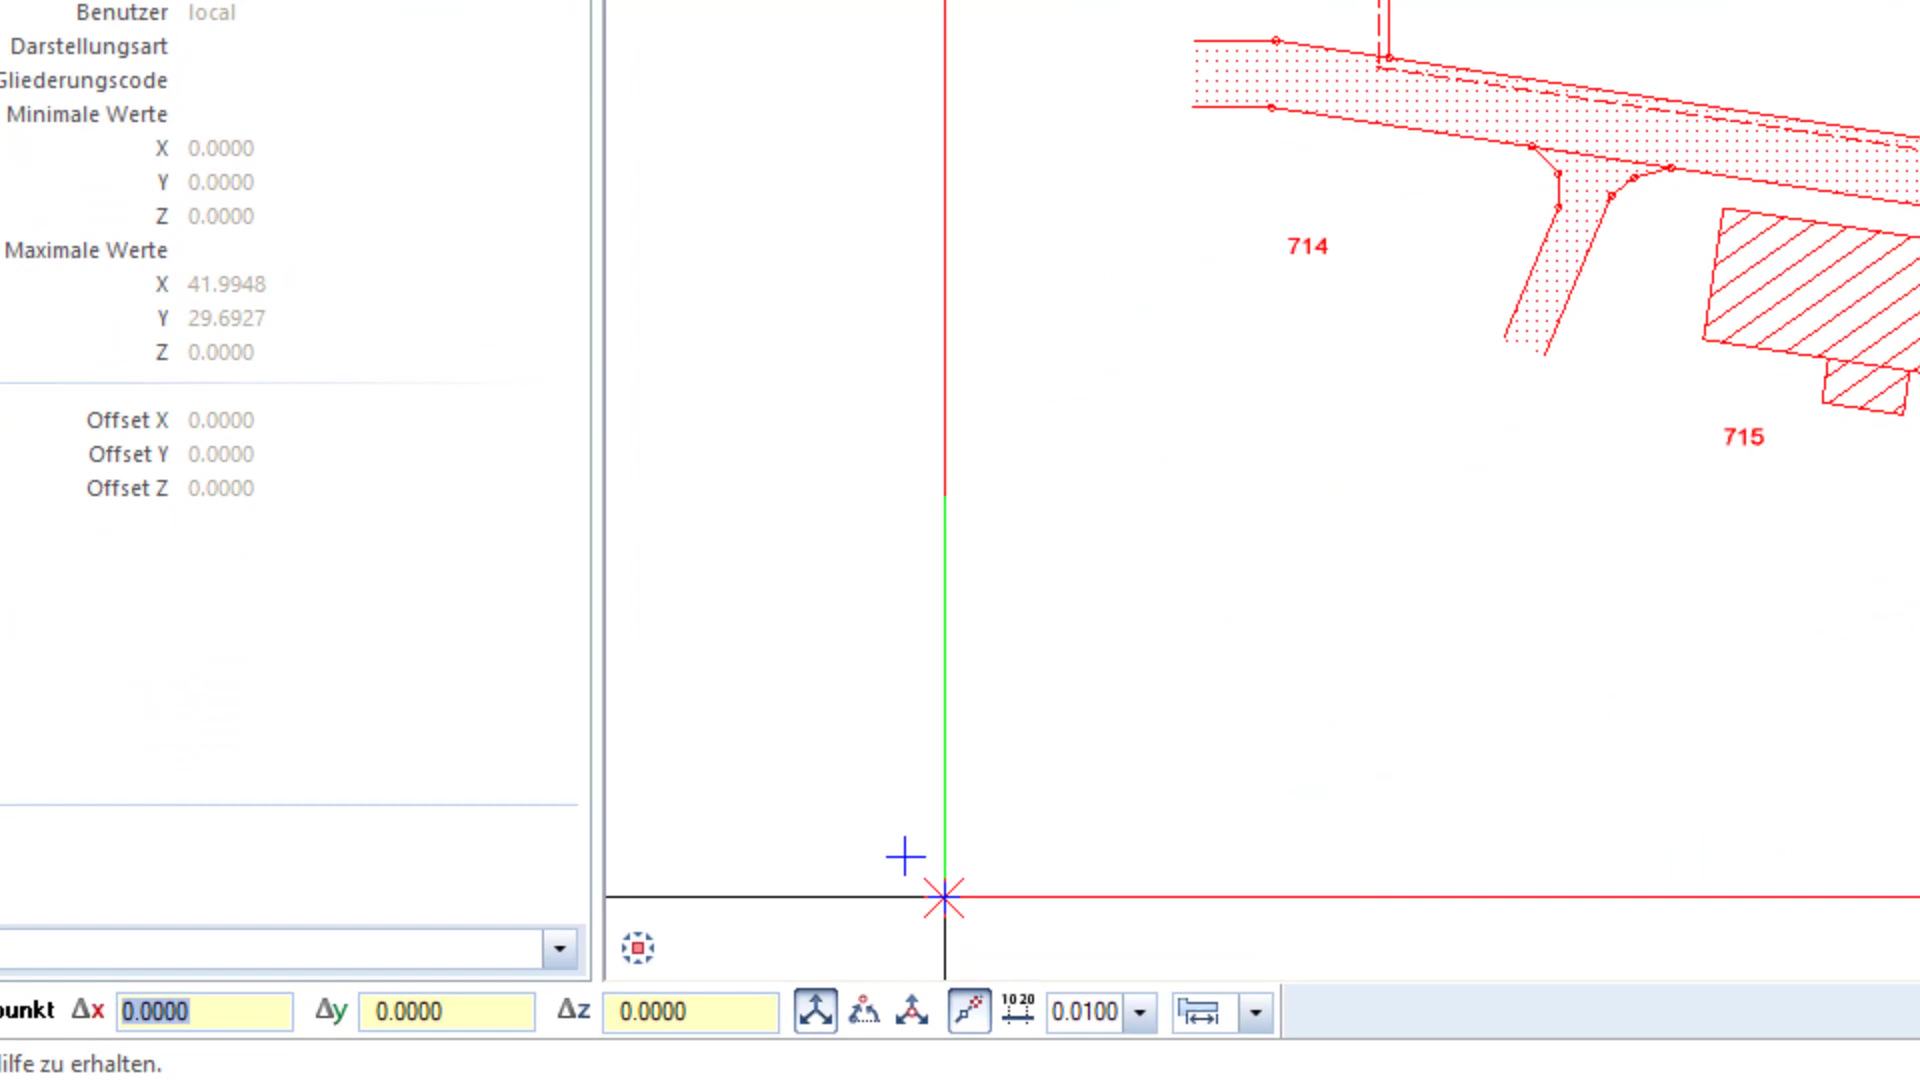 Benutzer local
Darstellungsart
Gliederungscode
Minimale Werte
X 0.0000
Y 0.0000
Z 0.0000
Maximale Werte
X 41.9948
Y 29.6927
Z 0.0000
Offset X 0.0000
Offset Y 0.0000
Offset Z 0.0000
714
715
punkt Δx 0.0000 Δy 0.0000 Δz 0.0000 10 20 0.0100
Hilfe zu erhalten.